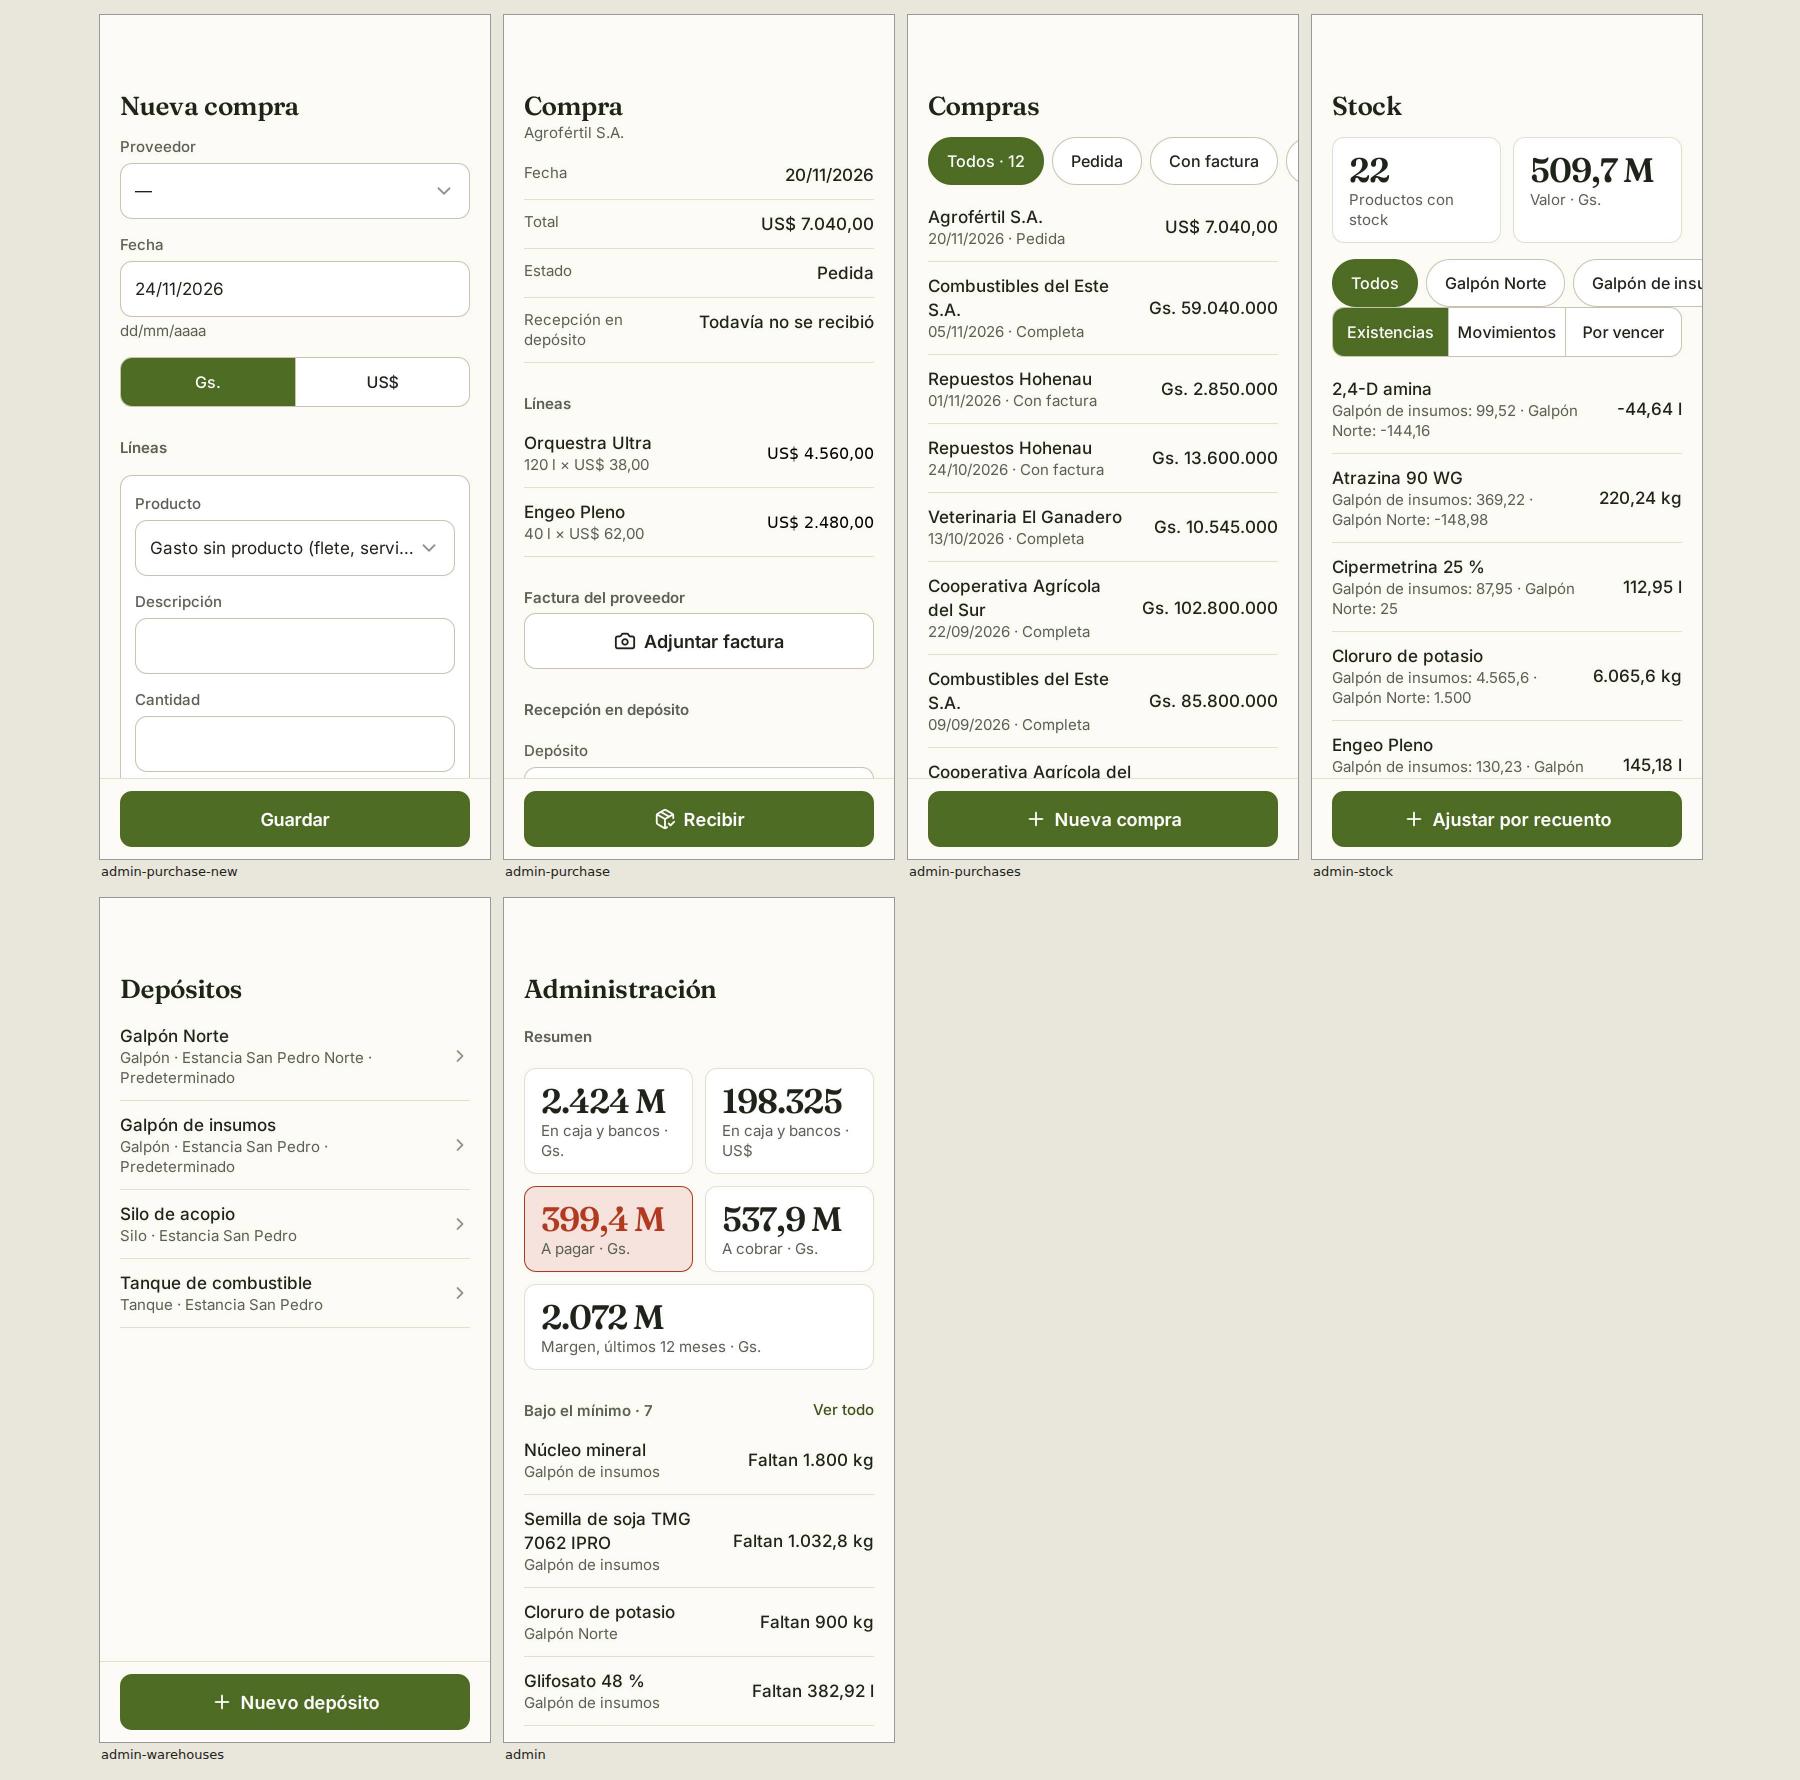 Nueva compra
Proveedor
—
Fecha
24/11/2026
dd/mm/aaaa
Gs.
US$
Líneas
Producto
Gasto sin producto (flete, servi...
Descripción
Cantidad
Guardar
admin-purchase-new
Compra
Agrofértil S.A.
Fecha
20/11/2026
Total
US$ 7.040,00
Estado
Pedida
Recepción en
depósito
Todavía no se recibió
Líneas
Orquestra Ultra
120 l × US$ 38,00
US$ 4.560,00
Engeo Pleno
40 l × US$ 62,00
US$ 2.480,00
Factura del proveedor
Adjuntar factura
Recepción en depósito
Depósito
Recibir
admin-purchase
Compras
Todos · 12
Pedida
Con factura
Agrofértil S.A.
20/11/2026 · Pedida
US$ 7.040,00
Combustibles del Este
S.A.
05/11/2026 · Completa
Gs. 59.040.000
Repuestos Hohenau
01/11/2026 · Con factura
Gs. 2.850.000
Repuestos Hohenau
24/10/2026 · Con factura
Gs. 13.600.000
Veterinaria El Ganadero
13/10/2026 · Completa
Gs. 10.545.000
Cooperativa Agrícola
del Sur
22/09/2026 · Completa
Gs. 102.800.000
Combustibles del Este
S.A.
09/09/2026 · Completa
Gs. 85.800.000
Cooperativa Agrícola del
+ Nueva compra
admin-purchases
Stock
22
Productos con
stock
509,7 M
Valor · Gs.
Todos
Galpón Norte
Galpón de insu
Existencias
Movimientos
Por vencer
2,4-D amina
Galpón de insumos: 99,52 · Galpón
Norte: -144,16
-44,64 l
Atrazina 90 WG
Galpón de insumos: 369,22 ·
Galpón Norte: -148,98
220,24 kg
Cipermetrina 25 %
Galpón de insumos: 87,95 · Galpón
Norte: 25
112,95 l
Cloruro de potasio
Galpón de insumos: 4.565,6 ·
Galpón Norte: 1.500
6.065,6 kg
Engeo Pleno
Galpón de insumos: 130,23 · Galpón
145,18 l
+ Ajustar por recuento
admin-stock
Depósitos
Galpón Norte
Galpón · Estancia San Pedro Norte ·
Predeterminado
Galpón de insumos
Galpón · Estancia San Pedro ·
Predeterminado
Silo de acopio
Silo · Estancia San Pedro
Tanque de combustible
Tanque · Estancia San Pedro
+ Nuevo depósito
admin-warehouses
Administración
Resumen
2.424 M
En caja y bancos ·
Gs.
198.325
En caja y bancos ·
US$
399,4 M
A pagar · Gs.
537,9 M
A cobrar · Gs.
2.072 M
Margen, últimos 12 meses · Gs.
Bajo el mínimo · 7
Ver todo
Núcleo mineral
Galpón de insumos
Faltan 1.800 kg
Semilla de soja TMG
7062 IPRO
Galpón de insumos
Faltan 1.032,8 kg
Cloruro de potasio
Galpón Norte
Faltan 900 kg
Glifosato 48 %
Galpón de insumos
Faltan 382,92 l
admin